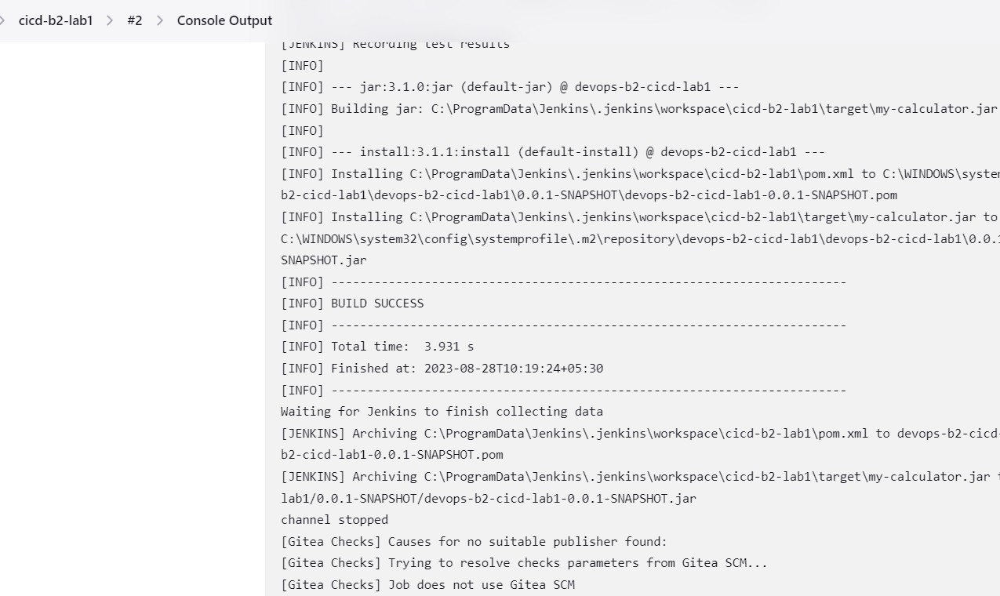 cicd-b2-lab1 > #2 > Console Output
[JENKINS] Recording test results
[INFO]
[INFO] --- jar:3.1.0:jar (default-jar) @ devops-b2-cicd-lab1 ---
[INFO] Building jar: C:\ProgramData\Jenkins\.jenkins\workspace\cicd-b2-lab1\target\my-calculator.jar
[INFO]
[INFO] --- install:3.1.1:install (default-install) @ devops-b2-cicd-lab1 ---
[INFO] Installing C:\ProgramData\Jenkins\.jenkins\workspace\cicd-b2-lab1\pom.xml to C:\WINDOWS\system
b2-cicd-lab1\devops-b2-cicd-lab1\0.0.1-SNAPSHOT\devops-b2-cicd-lab1-0.0.1-SNAPSHOT.pom
[INFO] Installing C:\ProgramData\Jenkins\.jenkins\workspace\cicd-b2-lab1\target\my-calculator.jar to
C:\WINDOWS\system32\config\systemprofile\.m2\repository\devops-b2-cicd-lab1\devops-b2-cicd-lab1\0.0.1
SNAPSHOT.jar
[INFO] ------------------------------------------------------------------------
[INFO] BUILD SUCCESS
[INFO] ------------------------------------------------------------------------
[INFO] Total time:  3.931 s
[INFO] Finished at: 2023-08-28T10:19:24+05:30
[INFO] ------------------------------------------------------------------------
Waiting for Jenkins to finish collecting data
[JENKINS] Archiving C:\ProgramData\Jenkins\.jenkins\workspace\cicd-b2-lab1\pom.xml to devops-b2-cicd-
b2-cicd-lab1-0.0.1-SNAPSHOT.pom
[JENKINS] Archiving C:\ProgramData\Jenkins\.jenkins\workspace\cicd-b2-lab1\target\my-calculator.jar
lab1/0.0.1-SNAPSHOT/devops-b2-cicd-lab1-0.0.1-SNAPSHOT.jar
channel stopped
[Gitea Checks] Causes for no suitable publisher found:
[Gitea Checks] Trying to resolve checks parameters from Gitea SCM...
[Gitea Checks] Job does not use Gitea SCM